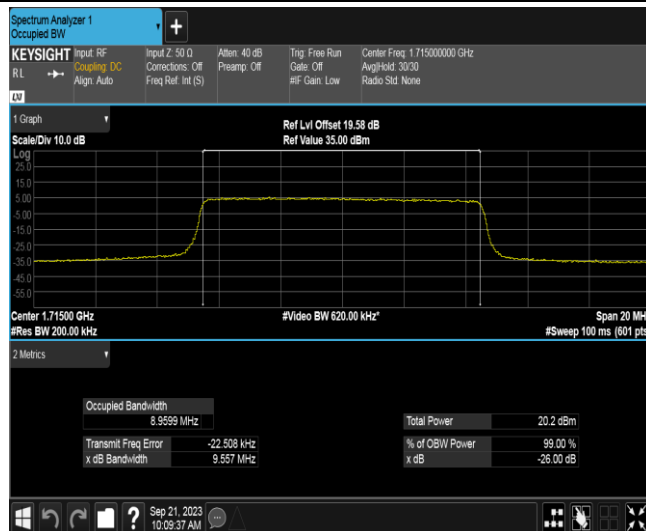 Spectrum Analyzer 1
Occupied BW
+
KEYSIGHT Input: RF Input Z: 50 Ω Atten: 40 dB Trig: Free Run Center Freq: 1.715000000 GHz
RL Coupling: DC Corrections: Off Preamp: Off Gate: Off Avg|Hold: 30/30
Align: Auto Freq Ref: Int (S) #IF Gain: Low Radio Std: None
LXI
1 Graph
Ref Lvl Offset 19.58 dB
Scale/Div 10.0 dB Ref Value 35.00 dBm
Log
25.0
15.0
5.00
-5.00
-15.0
-25.0
-35.0
-45.0
-55.0
Center 1.71500 GHz #Video BW 620.00 kHz* Span 20 MH
#Res BW 200.00 kHz #Sweep 100 ms (601 pts
2 Metrics
Occupied Bandwidth
8.9599 MHz Total Power 20.2 dBm
Transmit Freq Error -22.508 kHz % of OBW Power 99.00 %
x dB Bandwidth 9.557 MHz x dB -26.00 dB
? Sep 21, 2023
10:09:37 AM